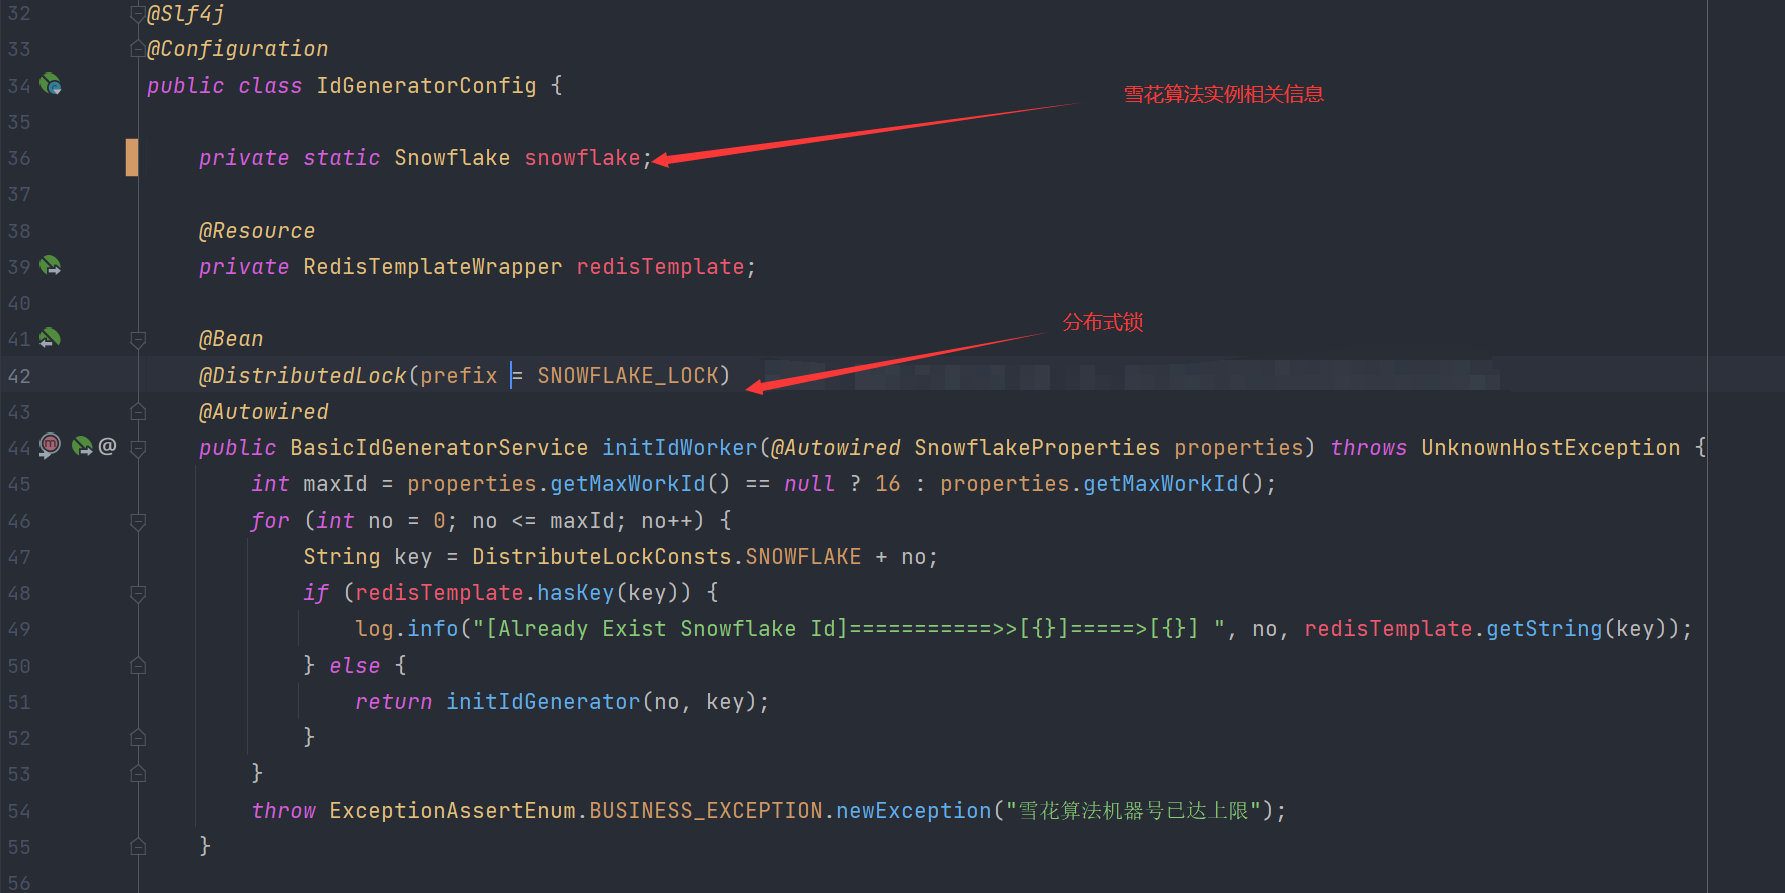 32 @Slf4j
33 @Configuration
34 public class IdGeneratorConfig {
雪花算法实例相关信息
35
36 private static Snowflake snowflake;
37
38 @Resource
39 private RedisTemplateWrapper redisTemplate;
40
分布式锁
41 @Bean
42 @DistributedLock(prefix = SNOWFLAKE_LOCK)
43 @Autowired
44 @ public BasicIdGeneratorService initIdWorker(@Autowired SnowflakeProperties properties) throws UnknownHostException {
45 int maxId = properties.getMaxWorkId() == null ? 16 : properties.getMaxWorkId();
46 for (int no = 0; no <= maxId; no++) {
47 String key = DistributeLockConsts.SNOWFLAKE + no;
48 if (redisTemplate.hasKey(key)) {
49 log.info("[Already Exist Snowflake Id]===========>>[{}]=====>[{}] ", no, redisTemplate.getString(key));
50 } else {
51 return initIdGenerator(no, key);
52 }
53 }
54 throw ExceptionAssertEnum.BUSINESS_EXCEPTION.newException("雪花算法机器号已达上限");
55 }
56